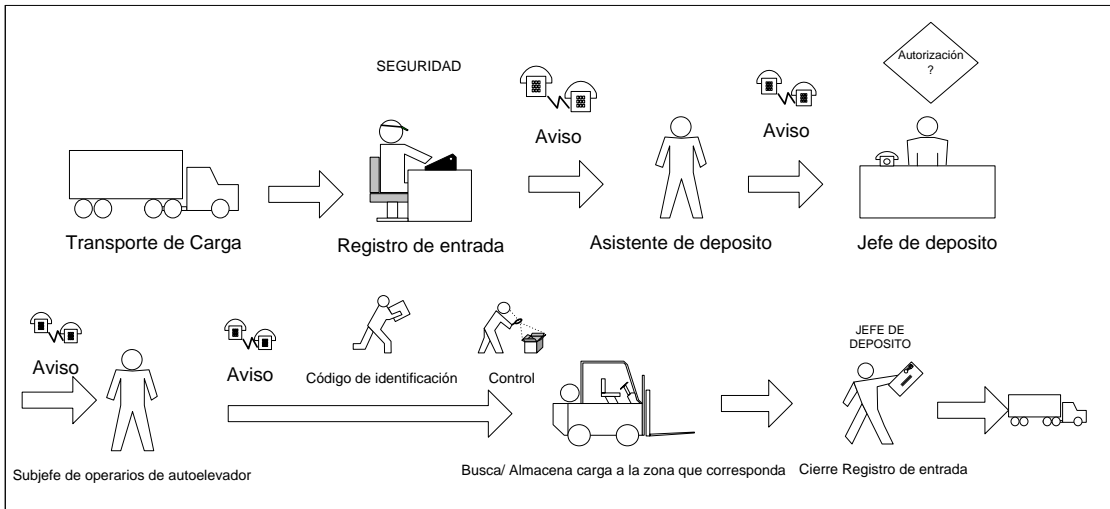 SEGURIDAD
Autorización
?
Aviso
Aviso
Transporte de Carga
Registro de entrada
Asistente de deposito
Jefe de deposito
Aviso
Aviso
Código de identificación
Control
JEFE DE
DEPOSITO
Subjefe de operarios de autoelevador
Busca/ Almacena carga a la zona que corresponda
Cierre Registro de entrada